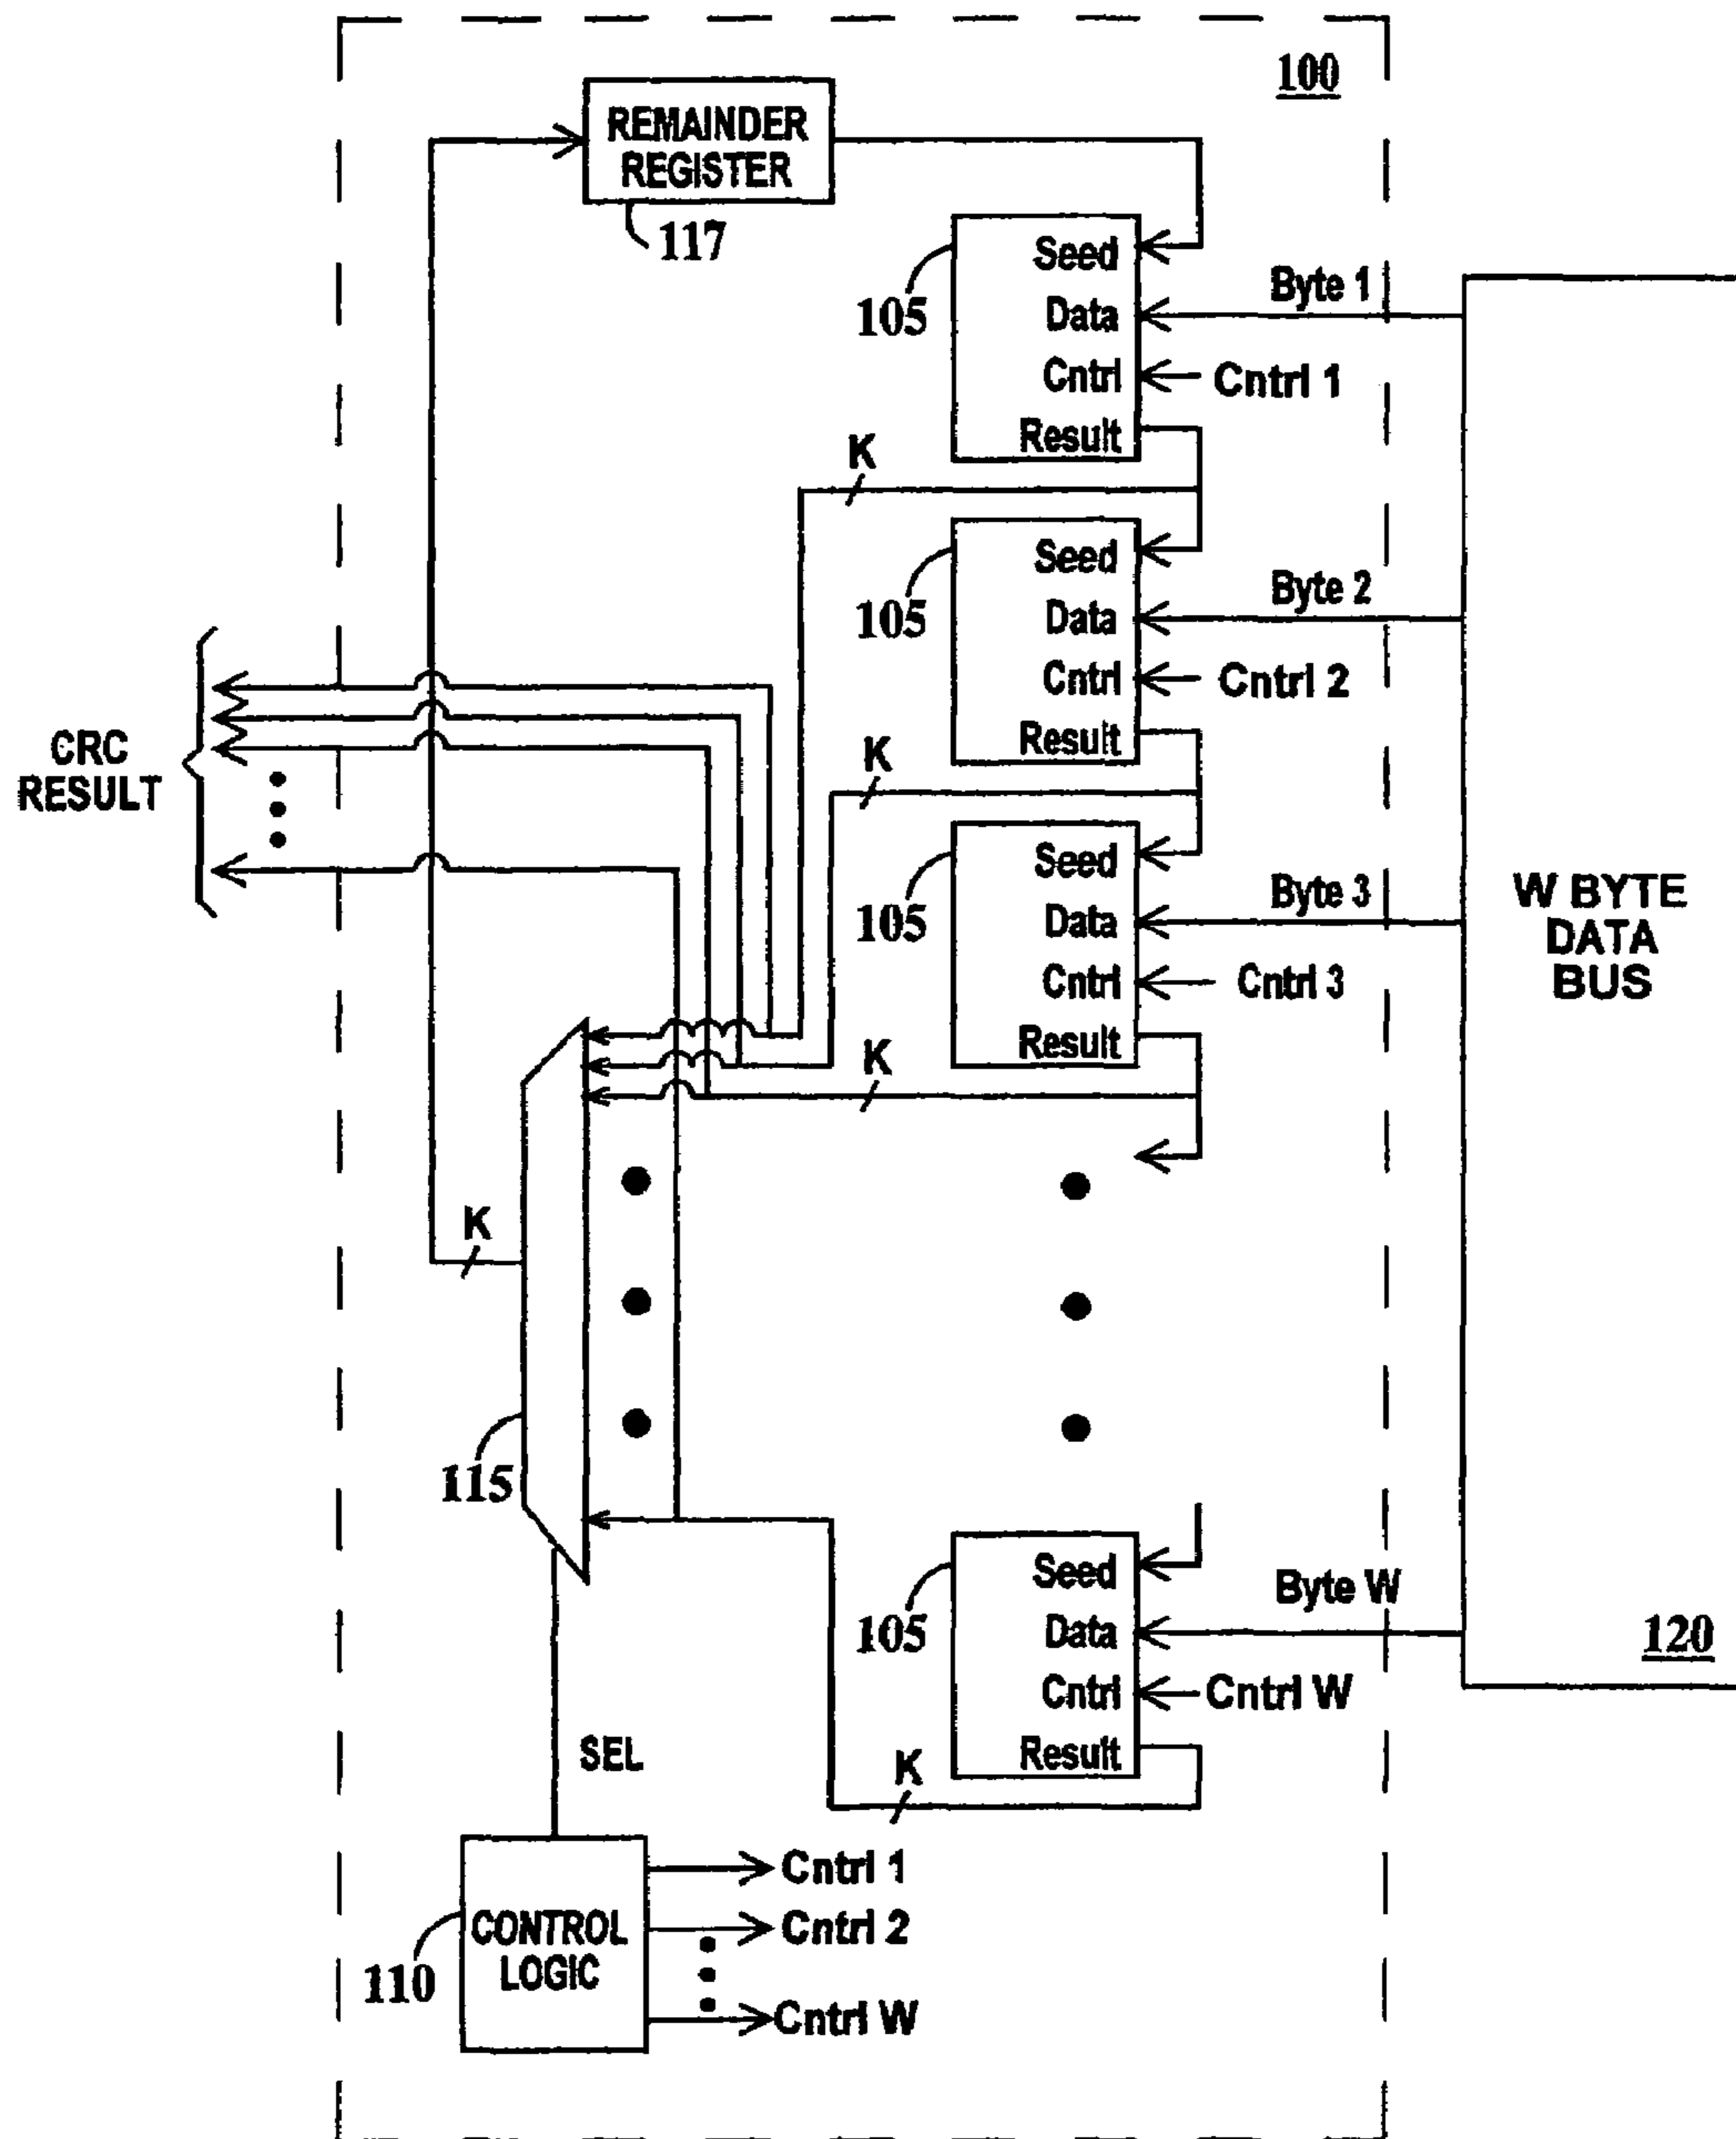 100
REMAINDER
REGISTER
117
Seed
Data
Cntrl
Result
105
Byte 1
Cntrl 1
K
Seed
Data
Cntrl
Result
105
Byte 2
Cntrl 2
K
CRC
RESULT
Seed
Data
Cntrl
Result
105
Byte 3
Cntrl 3
K
W BYTE
DATA
BUS
K
115
Seed
Data
Cntrl
Result
105
Byte W
Cntrl W
120
K
SEL
CONTROL
LOGIC
110
Cntrl 1
Cntrl 2
Cntrl W